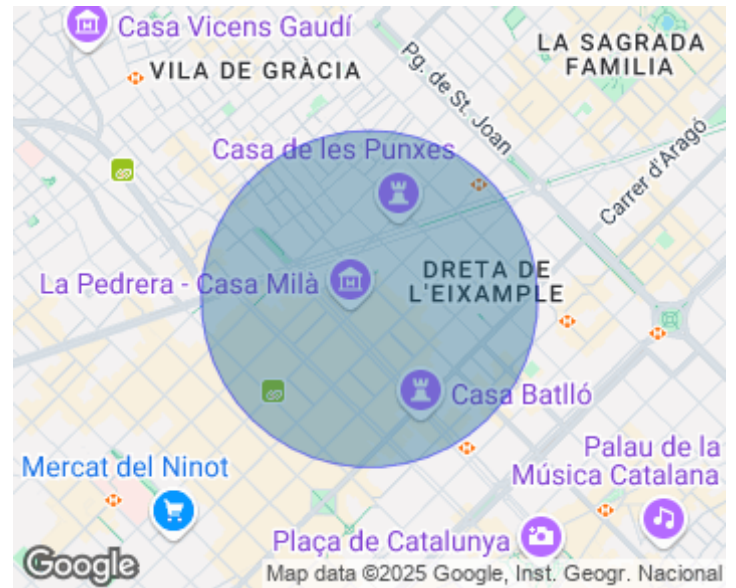 Casa Vicens Gaudí
VILA DE GRÀCIA
LA SAGRADA
FAMILIA
Pg. de St. Joan
Carrer d'Aragó
Casa de les Punxes
La Pedrera - Casa Milà
DRETA DE
L'EIXAMPLE
Casa Batlló
Mercat del Ninot
Palau de la
Música Catalana
Plaça de Catalunya
Google
Map data ©2025 Google, Inst. Geogr. Nacional